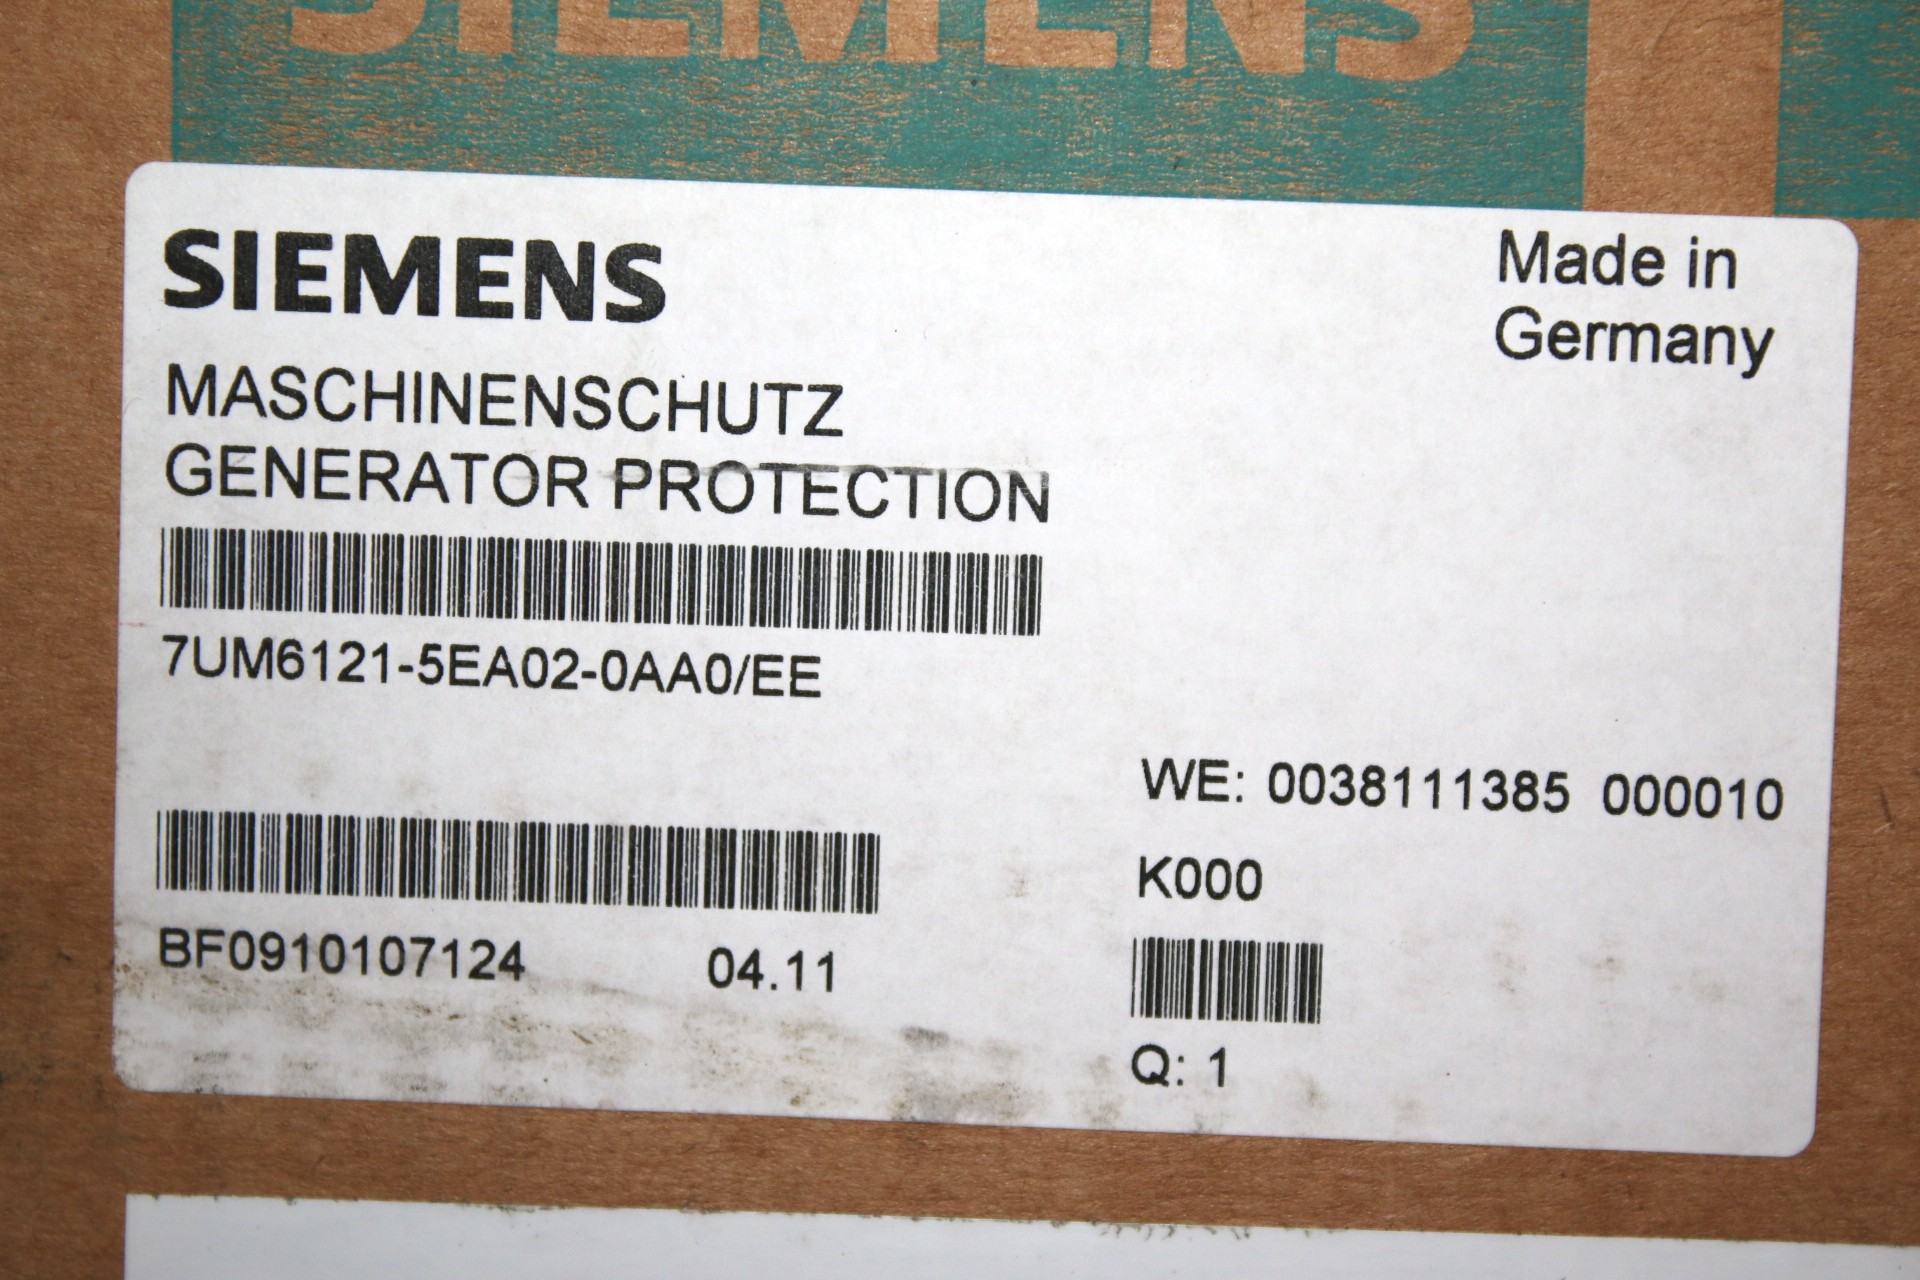 SIEMENS
SIEMENS
Made in
Germany
MASCHINENSCHUTZ
GENERATOR PROTECTION
7UM6121-5EA02-0AA0/EE
WE: 0038111385 000010
K000
BF0910107124 04.11
Q: 1